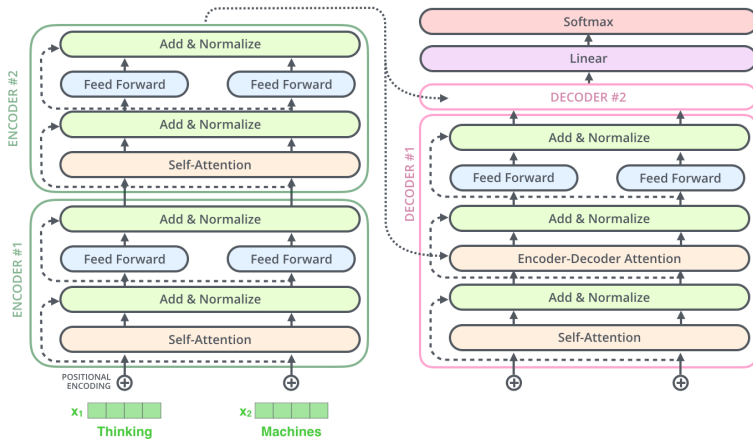 ENCODER #2
Add & Normalize
Feed Forward
Feed Forward
Add & Normalize
Self-Attention
ENCODER #1
Add & Normalize
Feed Forward
Feed Forward
Add & Normalize
Self-Attention
POSITIONAL
ENCODING
x₁
x₂
Thinking
Machines
Softmax
Linear
DECODER #2
DECODER #1
Add & Normalize
Feed Forward
Feed Forward
Add & Normalize
Encoder-Decoder Attention
Add & Normalize
Self-Attention